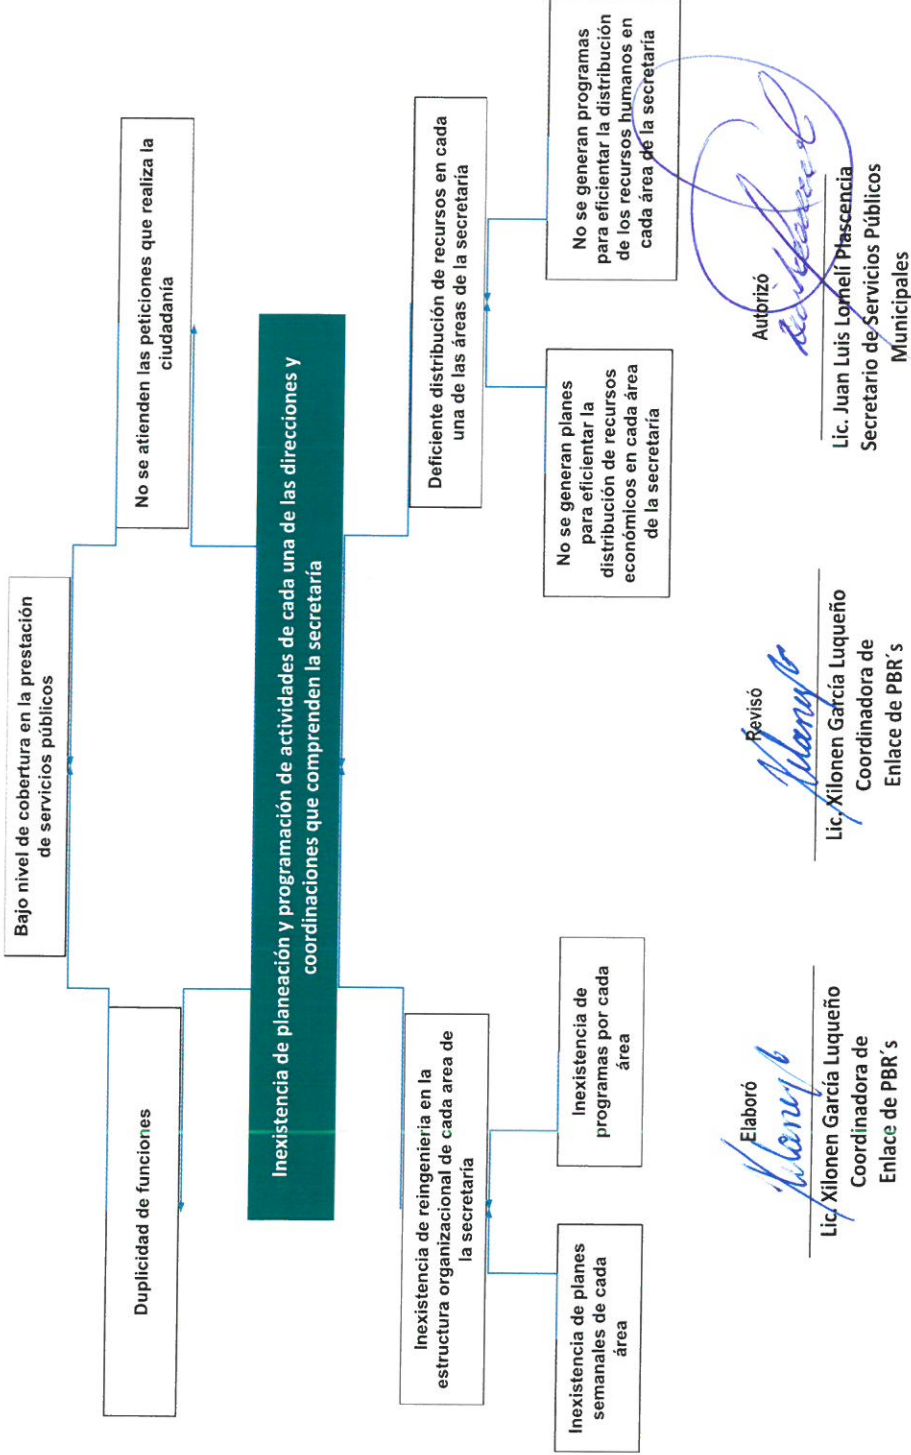 Bajo nivel de cobertura en la prestación
de servicios públicos
Duplicidad de funciones
No se atienden las peticiones que realiza la
ciudadanía
Inexistencia de planeación y programación de actividades de cada una de las direcciones y
coordinaciones que comprenden la secretaría
Inexistencia de reingenieria en la
estructura organizacional de cada area de
la secretaría
Deficiente distribución de recursos en cada
una de las áreas de la secretaría
Inexistencia de planes
semanales de cada
área
Inexistencia de
programas por cada
área
No se generan planes
para eficientar la
distribución de recursos
económicos en cada área
de la secretaría
No se generan programas
para eficientar la distribución
de los recursos humanos en
cada área de la secretaría
Elaboró
Lic. Xilonen García Luqueño
Coordinadora de
Enlace de PBR´s
Revisó
Lic. Xilonen García Luqueño
Coordinadora de
Enlace de PBR´s
Autorizó
Lic. Juan Luis Lomelí Plascencia
Secretario de Servicios Públicos
Municipales